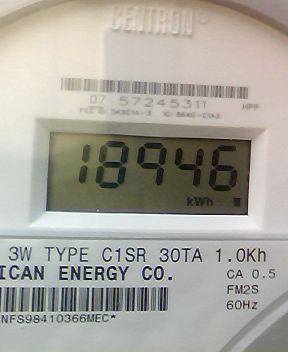 CENTRON®
07 57245311 HPF
18946
kWh
3W TYPE C1SR 30TA 1.0Kh
ICAN ENERGY CO. CA 0.5
FM2S
60Hz
NFS98410366MEC*